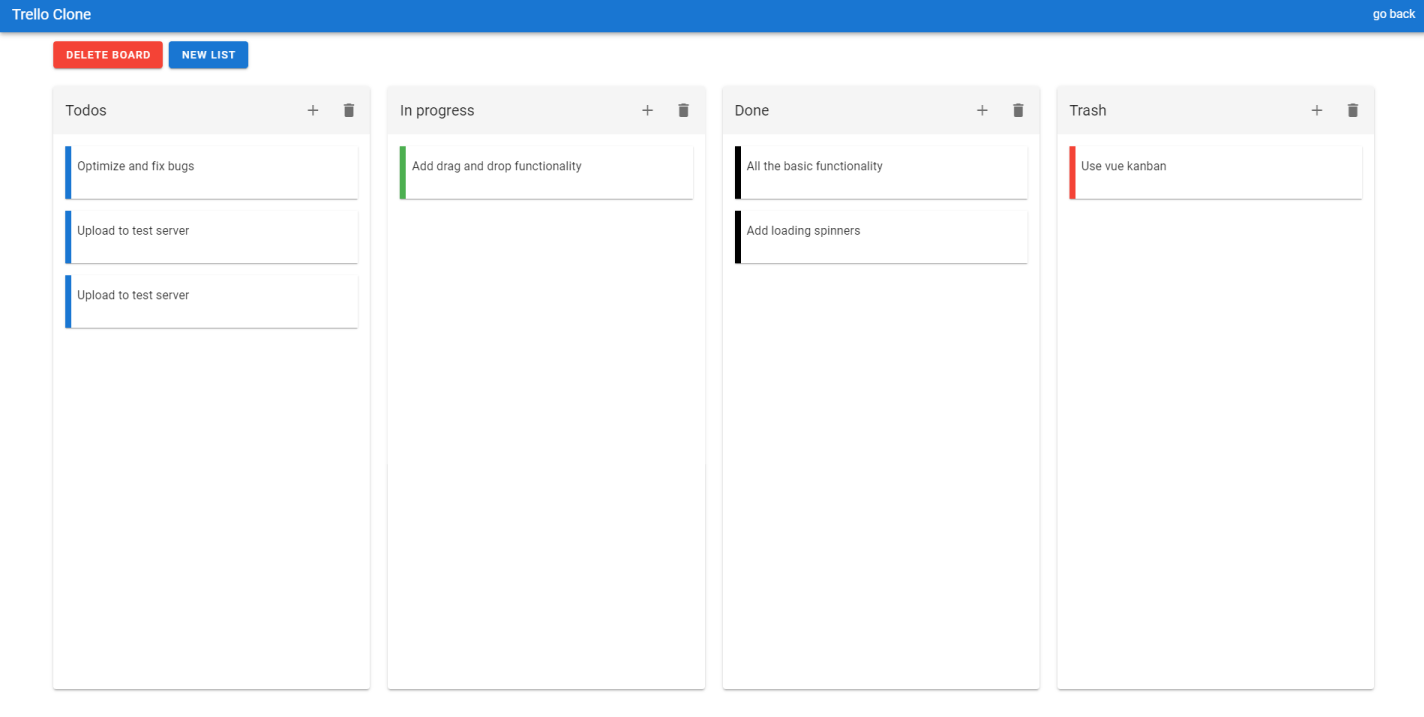 Trello Clone
go back
DELETE BOARD
NEW LIST
Todos
Optimize and fix bugs
Upload to test server
Upload to test server
In progress
Add drag and drop functionality
Done
All the basic functionality
Add loading spinners
Trash
Use vue kanban